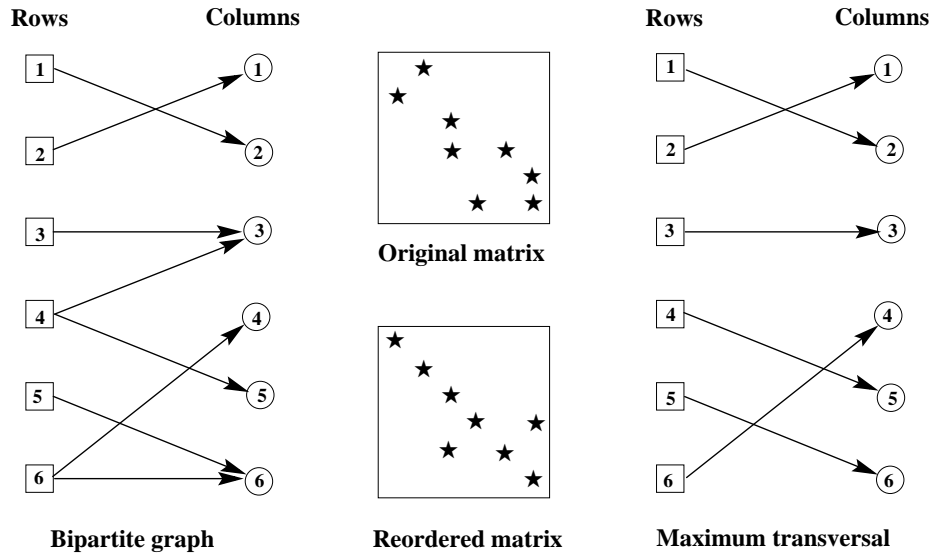 Rows Columns
1 1
2 2
3 3
4 4
5 5
6 6
Bipartite graph
Original matrix
Reordered matrix
Rows Columns
1 1
2 2
3 3
4 4
5 5
6 6
Maximum transversal